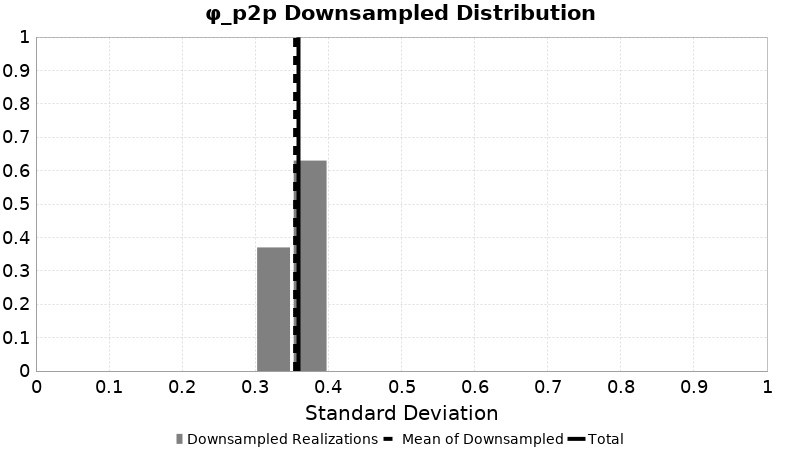 φ_p2p Downsampled Distribution
1
0.9
0.8
0.7
0.6
0.5
0.4
0.3
0.2
0.1
0
0 0.1 0.2 0.3 0.4 0.5 0.6 0.7 0.8 0.9 1
Standard Deviation
Downsampled Realizations Mean of Downsampled Total